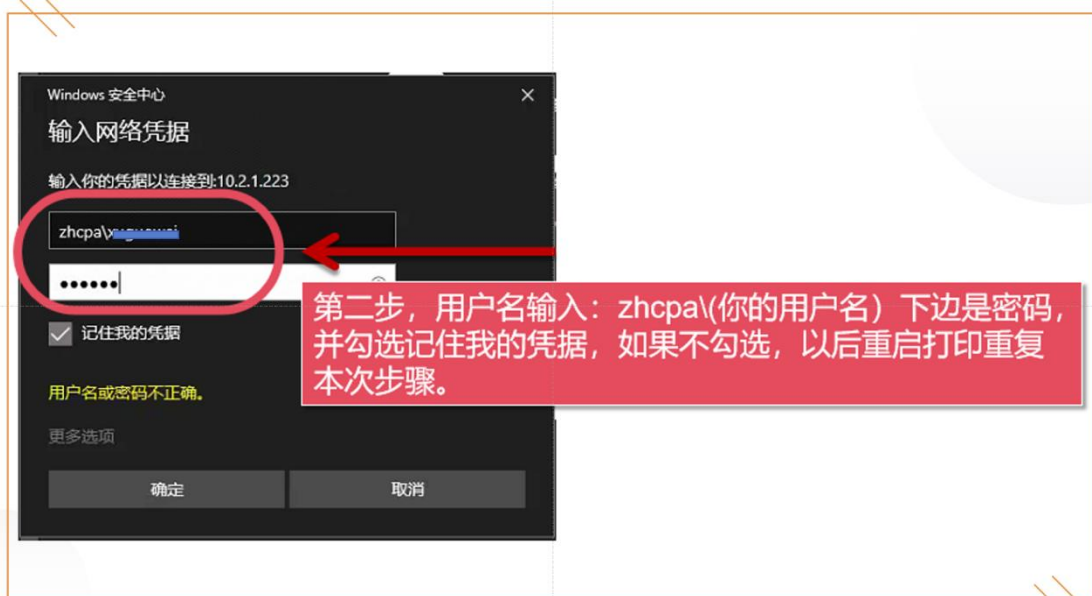 Windows 安全中心
输入网络凭据
输入你的凭据以连接到:10.2.1.223
zhcpa\
••••••
记住我的凭据
第二步，用户名输入：zhcpa\(你的用户名）下边是密码，
并勾选记住我的凭据，如果不勾选，以后重启打印重复
本次步骤。
用户名或密码不正确。
更多选项
确定
取消